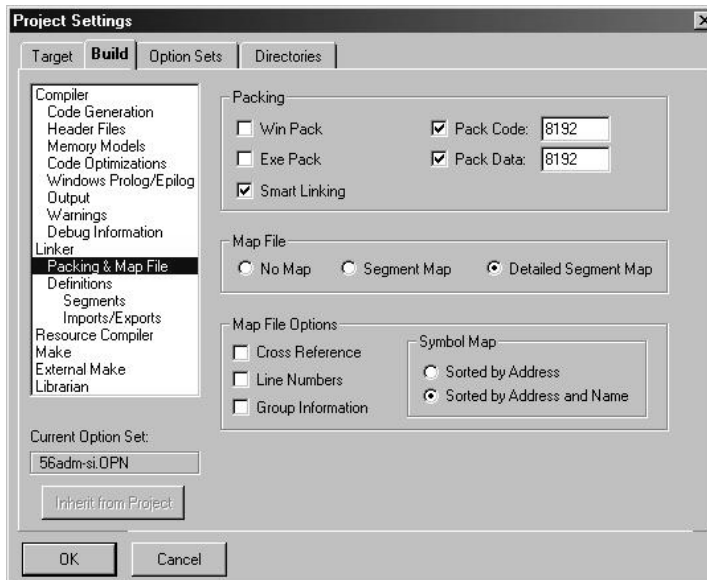 Project Settings
Target Build Option Sets Directories
Compiler
Code Generation
Header Files
Memory Models
Code Optimizations
Windows Prolog/Epilog
Output
Warnings
Debug Information
Linker
Packing & Map File
Definitions
Segments
Imports/Exports
Resource Compiler
Make
External Make
Librarian
Current Option Set:
56adm-si.OPN
Inherit from Project
Packing
Win Pack Pack Code: 8192
Exe Pack Pack Data: 8192
Smart Linking
Map File
No Map Segment Map Detailed Segment Map
Map File Options
Cross Reference
Line Numbers
Group Information
Symbol Map
Sorted by Address
Sorted by Address and Name
OK Cancel